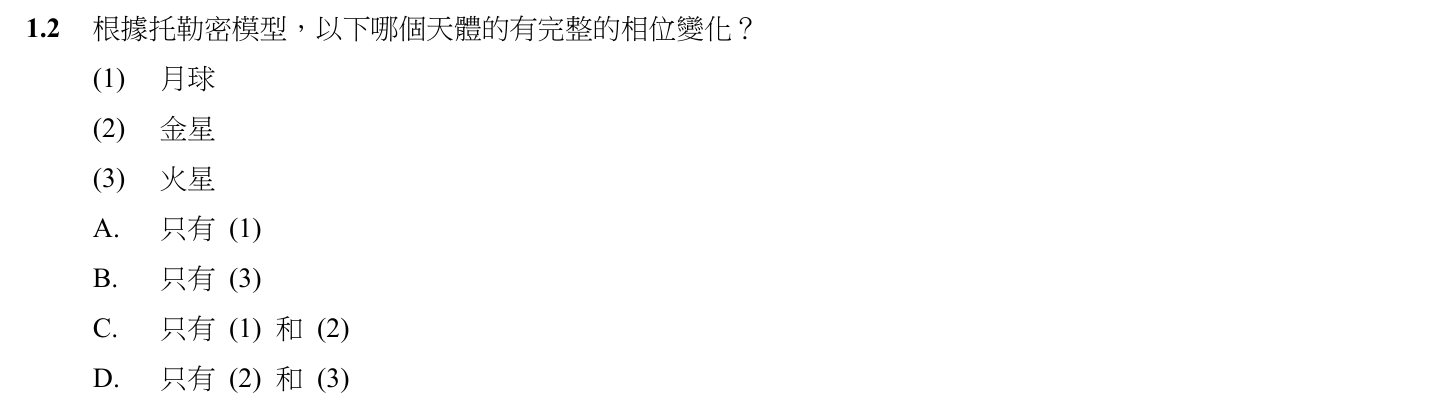 1.2 根據托勒密模型，以下哪個天體的有完整的相位變化？
(1) 月球
(2) 金星
(3) 火星
A. 只有 (1)
B. 只有 (3)
C. 只有 (1) 和 (2)
D. 只有 (2) 和 (3)